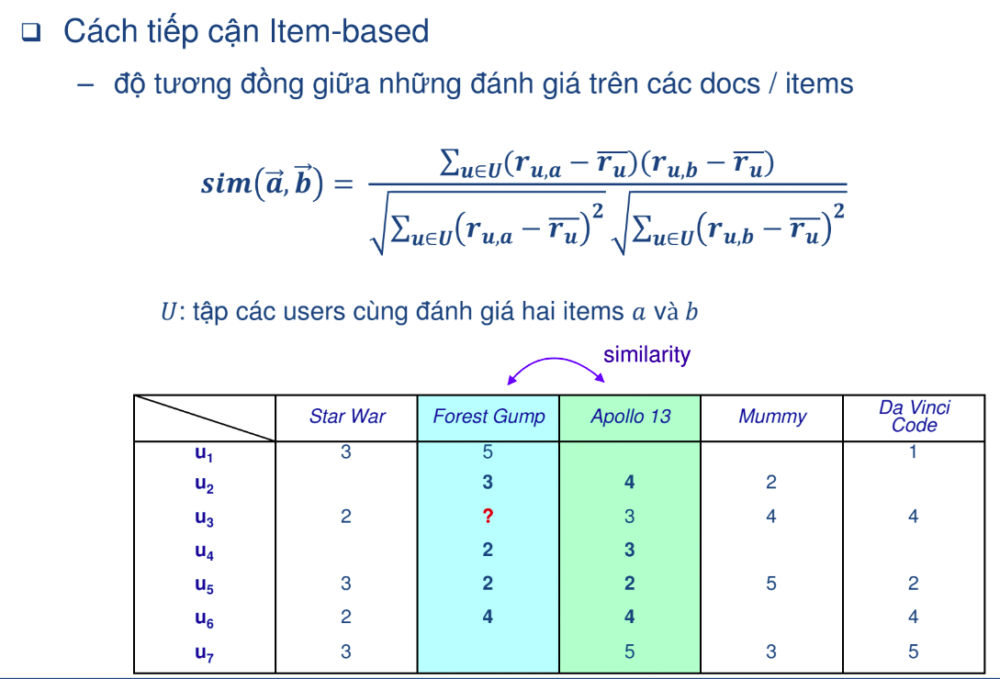 ❑ Cách tiếp cận Item-based
– độ tương đồng giữa những đánh giá trên các docs / items
$sim(\vec{a}, \vec{b}) = \frac{\sum_{u \in U}(r_{u,a} - \overline{r_u})(r_{u,b} - \overline{r_u})}{\sqrt{\sum_{u \in U}(r_{u,a} - \overline{r_u})^2} \sqrt{\sum_{u \in U}(r_{u,b} - \overline{r_u})^2}}$
U: tập các users cùng đánh giá hai items a và b
similarity
Star War Forest Gump Apollo 13 Mummy Da Vinci Code
u₁ 3 5 1
u₂ 3 4 2
u₃ 2 ? 3 4 4
u₄ 2 3
u₅ 3 2 2 5 2
u₆ 2 4 4 4
u₇ 3 5 3 5